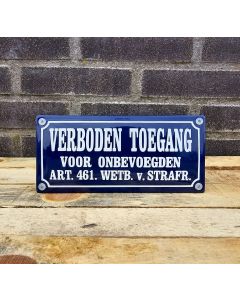 VERBODEN TOEGANG
VOOR ONBEVOEGDEN
ART. 461. WETB. v. STRAFR.